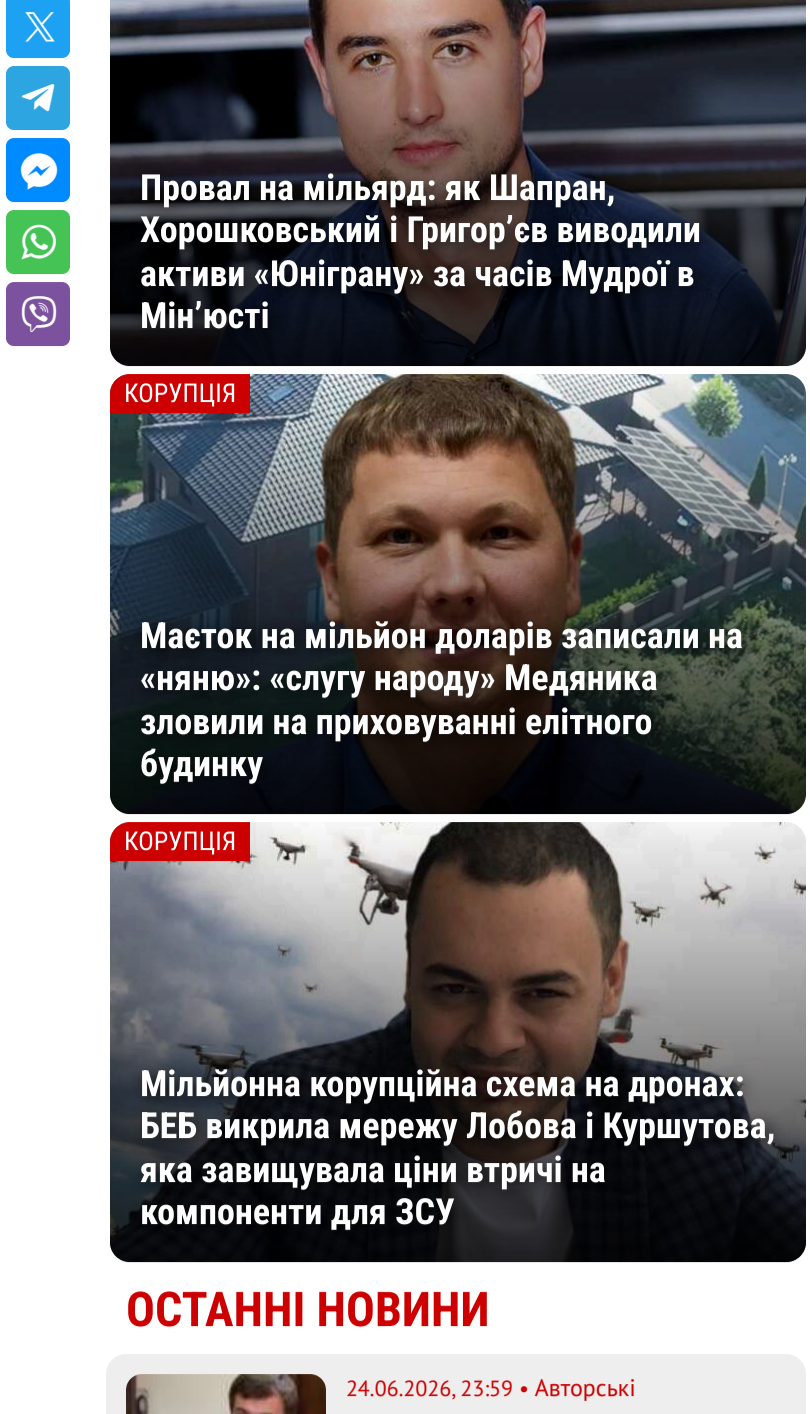 Провал на мільярд: як Шапран,
Хорошковський і Григор’єв виводили
активи «Юніграну» за часів Мудрої в
Мін’юсті
КОРУПЦІЯ
Маєток на мільйон доларів записали на
«няню»: «слугу народу» Медяника
зловили на приховуванні елітного
будинку
КОРУПЦІЯ
Мільйонна корупційна схема на дронах:
БЕБ викрила мережу Лобова і Куршутова,
яка завищувала ціни втричі на
компоненти для ЗСУ
ОСТАННІ НОВИНИ
24.06.2026, 23:59 • Авторські